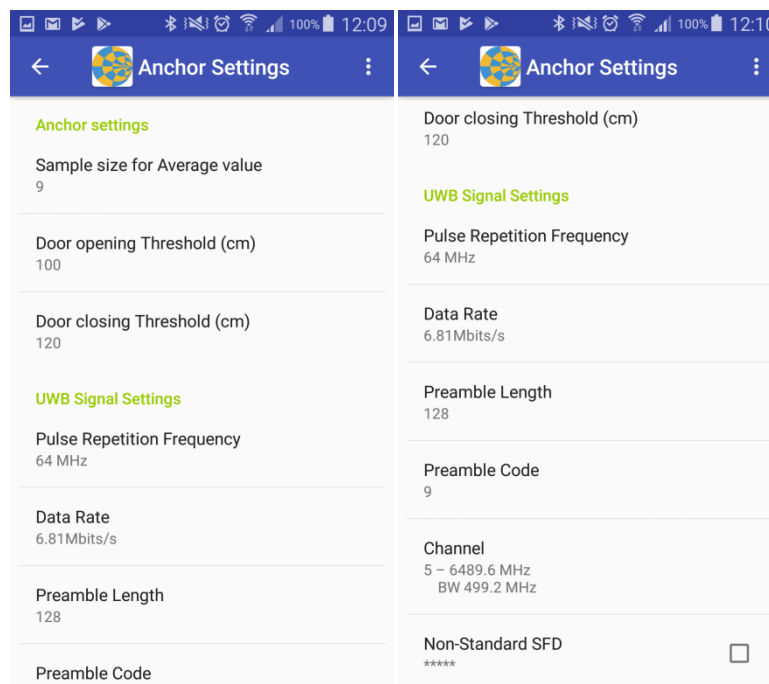 100% 12:09
Anchor Settings
Anchor settings
Sample size for Average value
9
Door opening Threshold (cm)
100
Door closing Threshold (cm)
120
UWB Signal Settings
Pulse Repetition Frequency
64 MHz
Data Rate
6.81Mbits/s
Preamble Length
128
Preamble Code
100% 12:10
Anchor Settings
Door closing Threshold (cm)
120
UWB Signal Settings
Pulse Repetition Frequency
64 MHz
Data Rate
6.81Mbits/s
Preamble Length
128
Preamble Code
9
Channel
5 – 6489.6 MHz
BW 499.2 MHz
Non-Standard SFD
*****